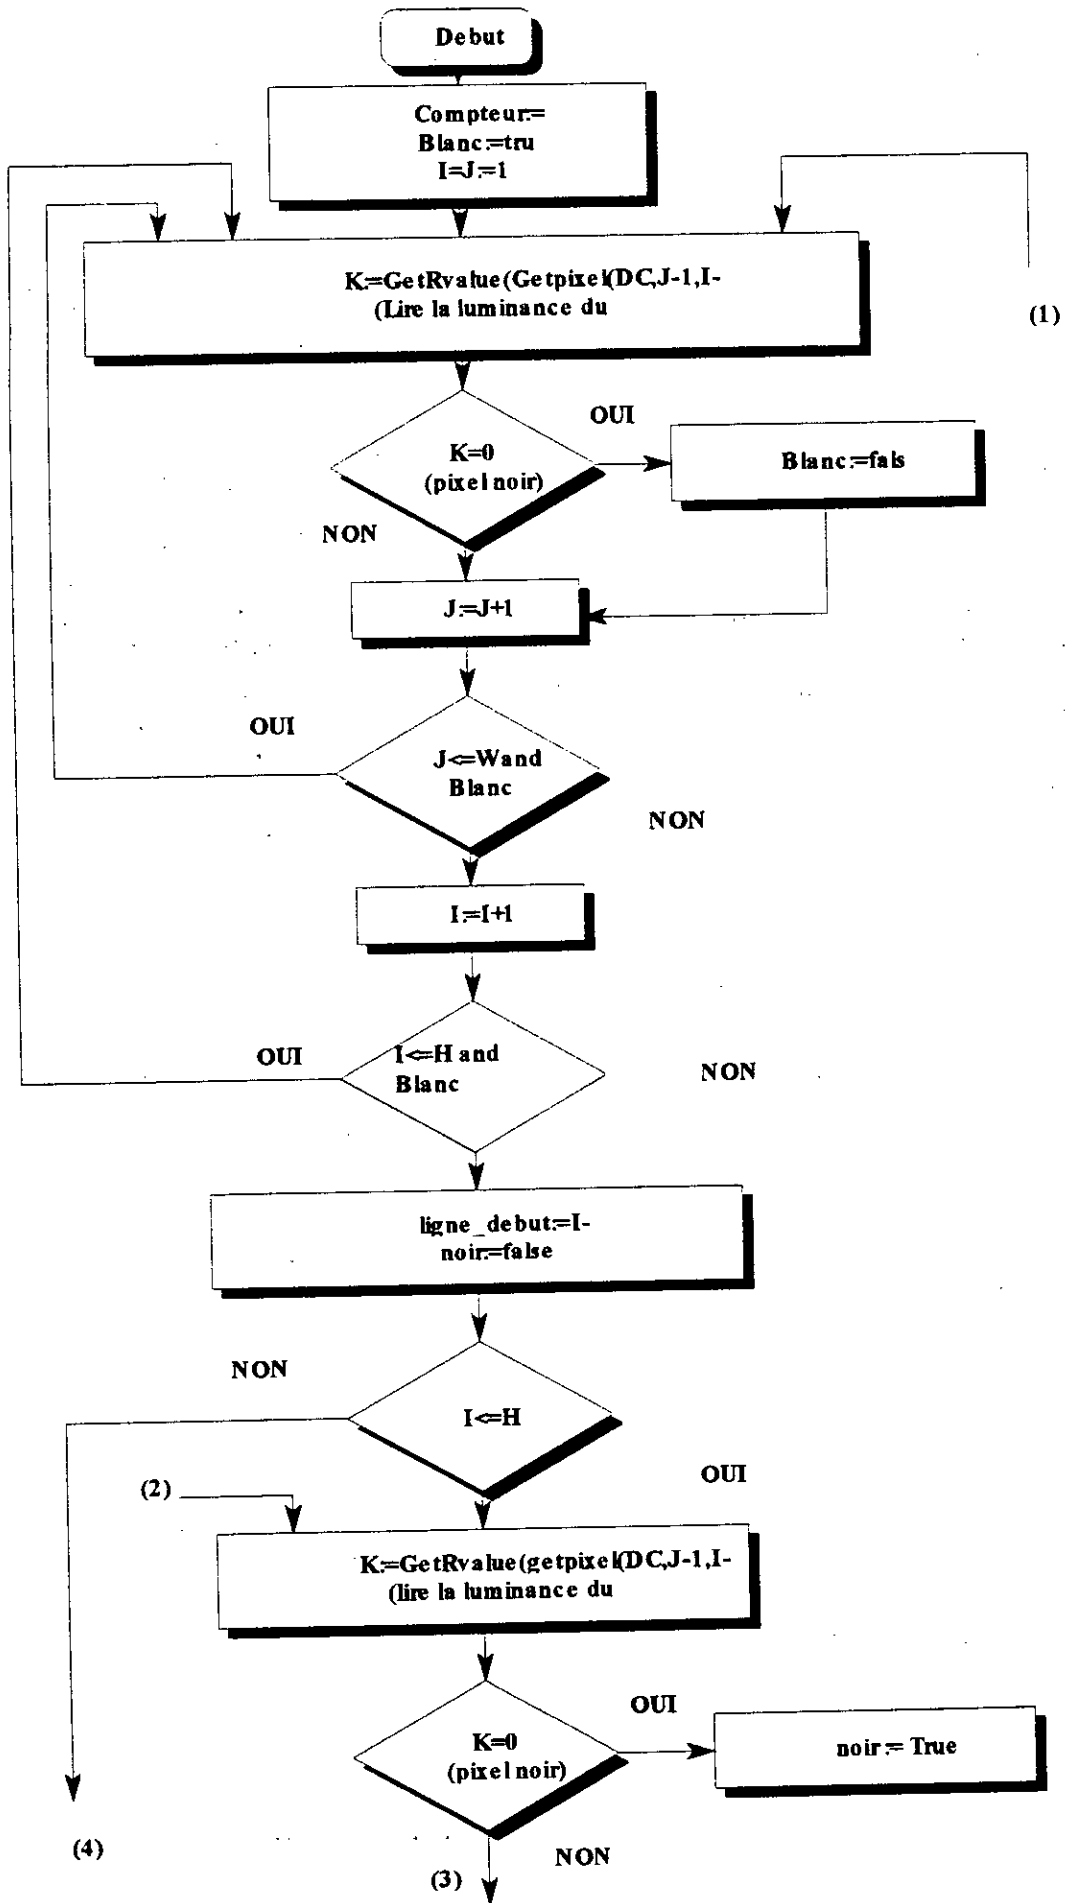 Debut
Compteur:=
Blanc:=tru
I=J:=1
K:=GetRvalue(Getpixel(DC,J-1,I-
(Lire la luminance du
(1)
OUI
K=0
(pixel noir)
Blanc:=fals
NON
J:=J+1
OUI
J<=Wand
Blanc
NON
I:=I+1
OUI
I<=H and
Blanc
NON
ligne_debut:=I-
noir:=false
NON
I<=H
OUI
(2)
K:=GetRvalue(getpixel(DC,J-1,I-
(lire la luminance du
OUI
K=0
(pixel noir)
noir:= True
(4)
NON
(3)